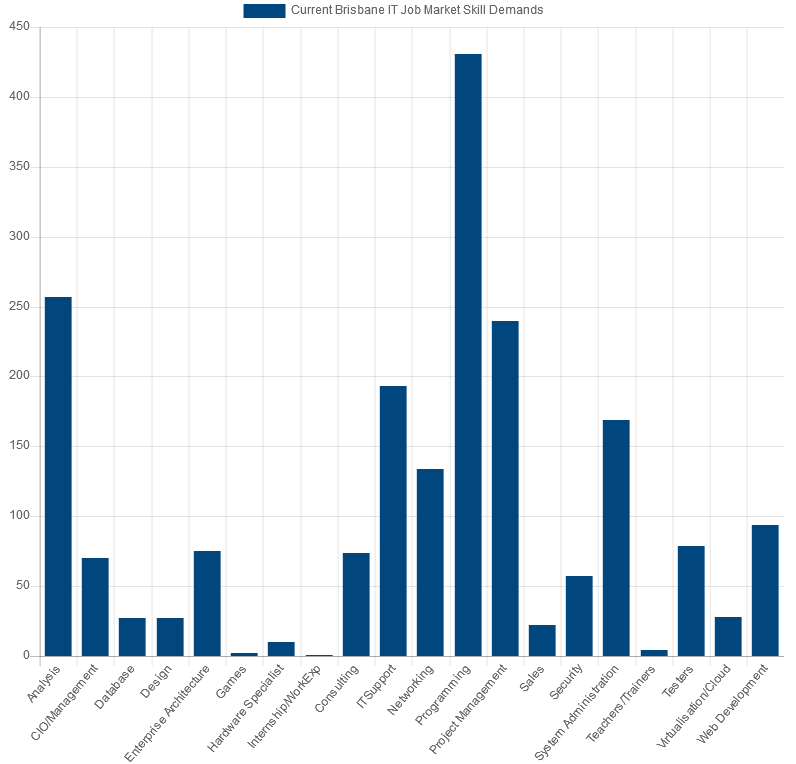 Current Brisbane IT Job Market Skill Demands
450
400
350
300
250
200
150
100
50
0
Analysis
CIO/Management
Database
Design
Enterprise Architecture
Games
Hardware Specialist
Internship/WorkExp
Consulting
ITSupport
Networking
Programming
Project Management
Sales
Security
System Administration
Teachers/Trainers
Testers
Virtualisation/Cloud
Web Development